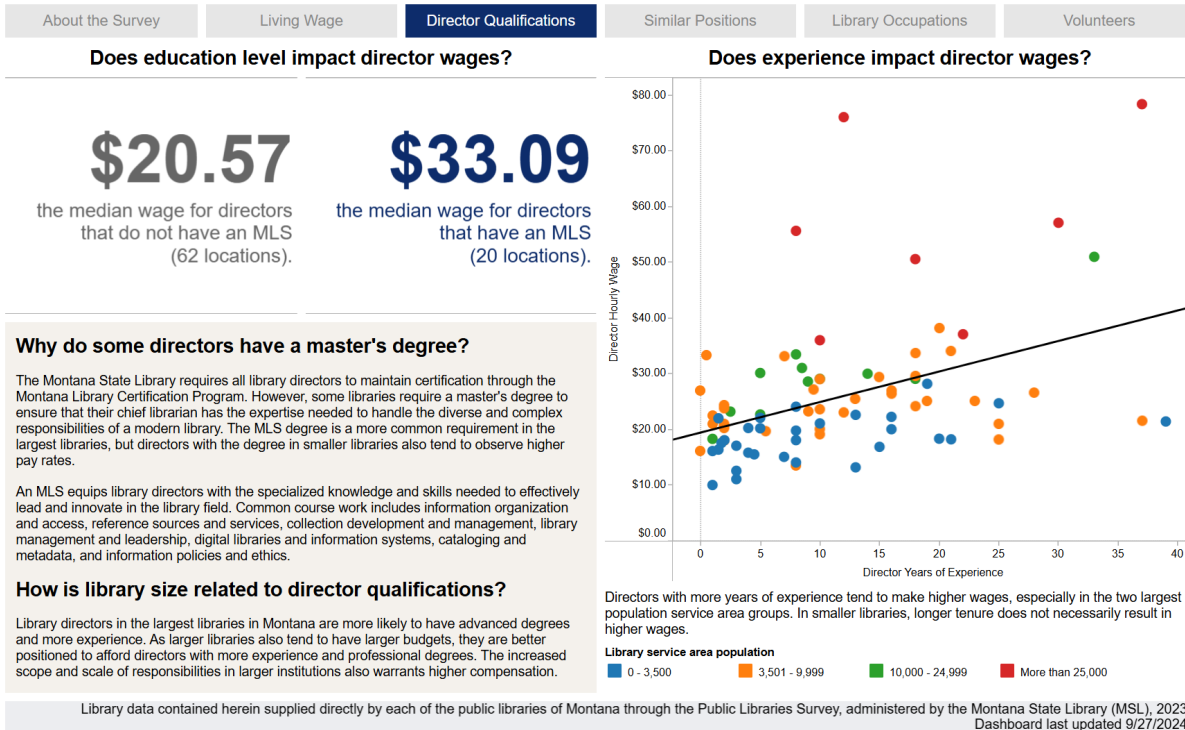 About the Survey
Living Wage
Director Qualifications
Similar Positions
Library Occupations
Volunteers
Does education level impact director wages?
$20.57
the median wage for directors
that do not have an MLS
(62 locations).
$33.09
the median wage for directors
that have an MLS
(20 locations).
Why do some directors have a master's degree?
The Montana State Library requires all library directors to maintain certification through the
Montana Library Certification Program. However, some libraries require a master's degree to
ensure that their chief librarian has the expertise needed to handle the diverse and complex
responsibilities of a modern library. The MLS degree is a more common requirement in the
largest libraries, but directors with the degree in smaller libraries also tend to observe higher
pay rates.
An MLS equips library directors with the specialized knowledge and skills needed to effectively
lead and innovate in the library field. Common course work includes information organization
and access, reference sources and services, collection development and management, library
management and leadership, digital libraries and information systems, cataloging and
metadata, and information policies and ethics.
How is library size related to director qualifications?
Library directors in the largest libraries in Montana are more likely to have advanced degrees
and more experience. As larger libraries also tend to have larger budgets, they are better
positioned to afford directors with more experience and professional degrees. The increased
scope and scale of responsibilities in larger institutions also warrants higher compensation.
Does experience impact director wages?
$80.00
$70.00
$60.00
$50.00
$40.00
$30.00
$20.00
$10.00
$0.00
Director Hourly Wage
0 5 10 15 20 25 30 35 40
Director Years of Experience
Directors with more years of experience tend to make higher wages, especially in the two largest
population service area groups. In smaller libraries, longer tenure does not necessarily result in
higher wages.
Library service area population
0 - 3,500
3,501 - 9,999
10,000 - 24,999
More than 25,000
Library data contained herein supplied directly by each of the public libraries of Montana through the Public Libraries Survey, administered by the Montana State Library (MSL), 2023
Dashboard last updated 9/27/2024